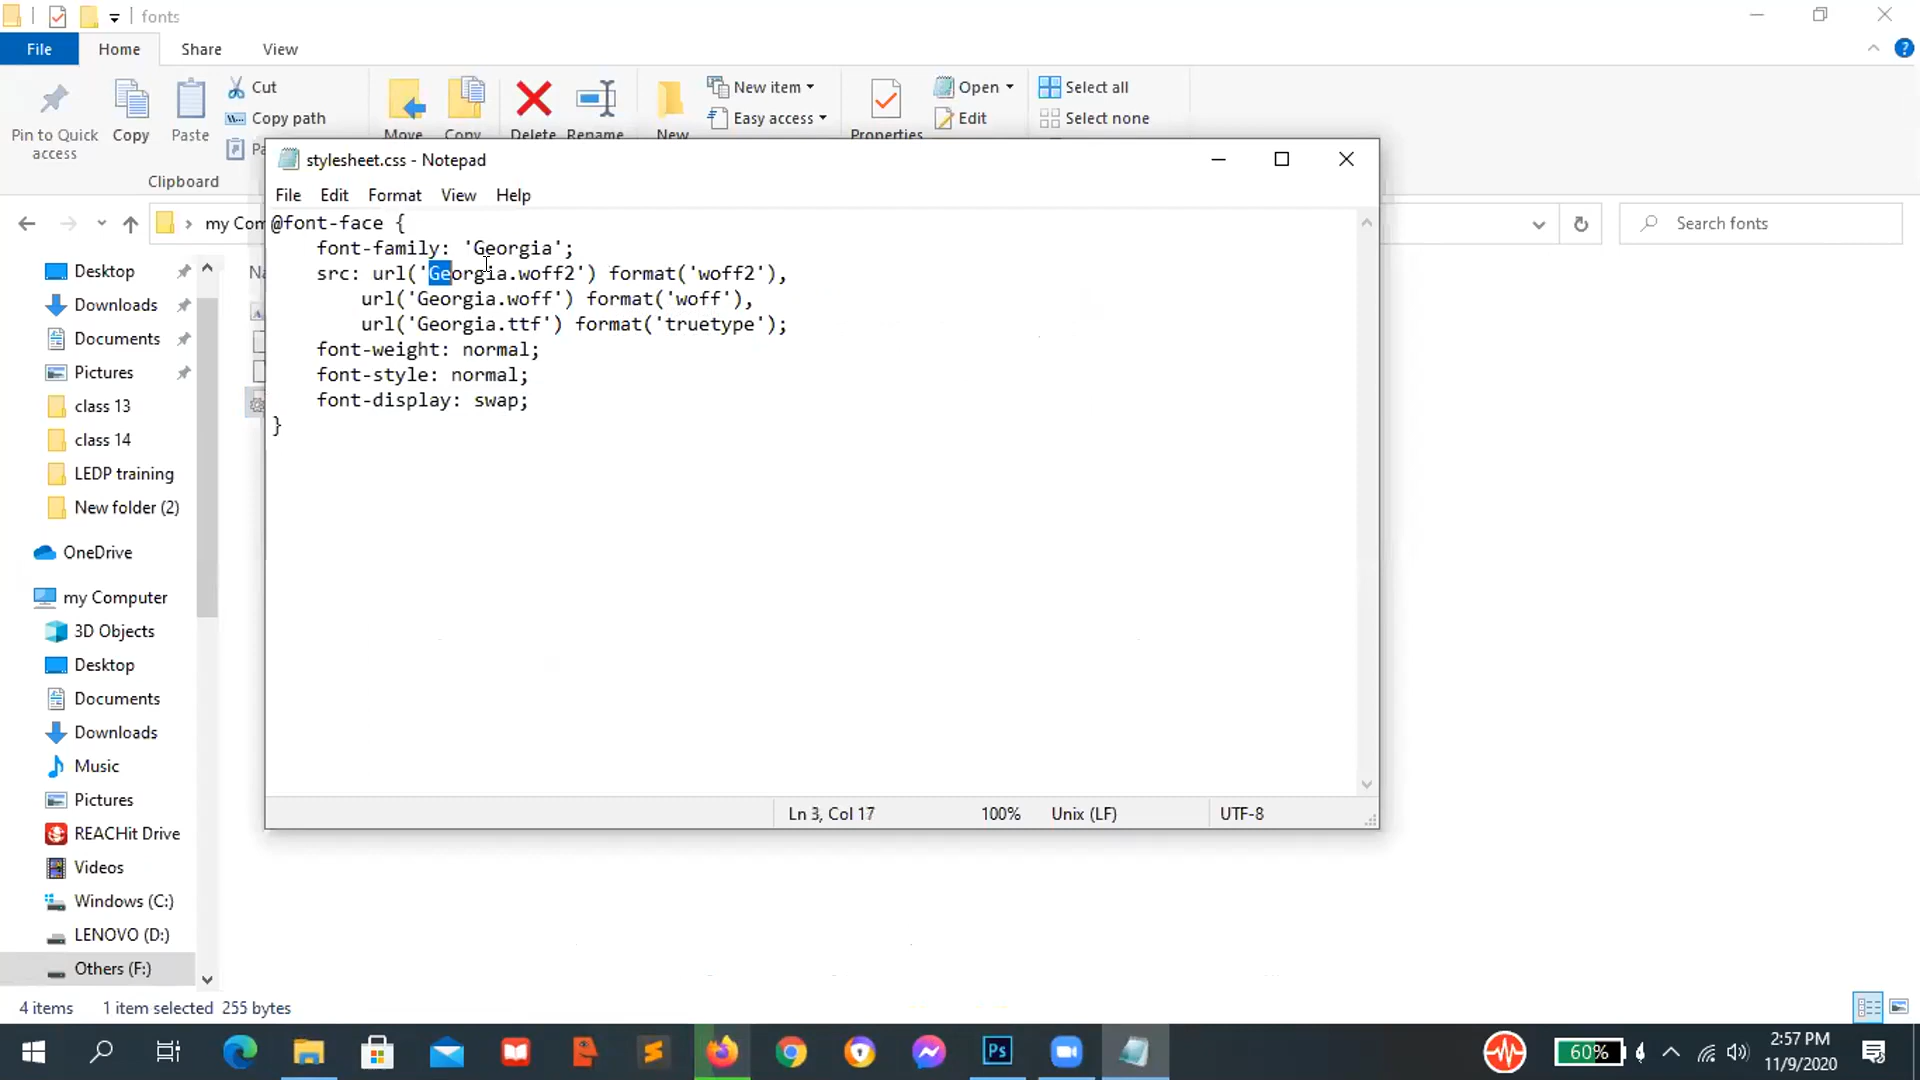 fonts
File
Home
Share
View
Pin to Quick access
Copy
Paste
Cut
Copy path
Pa
Clipboard
Move
Copy
Delete
Rename
New
New item
Easy access
Properties
Open
Edit
Select all
Select none
my Com
Search fonts
stylesheet.css - Notepad
File Edit Format View Help
@font-face {
font-family: 'Georgia';
src: url('Georgia.woff2') format('woff2'),
url('Georgia.woff') format('woff'),
url('Georgia.ttf') format('truetype');
font-weight: normal;
font-style: normal;
font-display: swap;
}
Ln 3, Col 17
100%
Unix (LF)
UTF-8
Na
Desktop
Downloads
Documents
Pictures
class 13
class 14
LEDP training
New folder (2)
OneDrive
my Computer
3D Objects
Desktop
Documents
Downloads
Music
Pictures
REACHit Drive
Videos
Windows (C:)
LENOVO (D:)
Others (F:)
4 items
1 item selected 255 bytes
Ps
60%
2:57 PM
11/9/2020